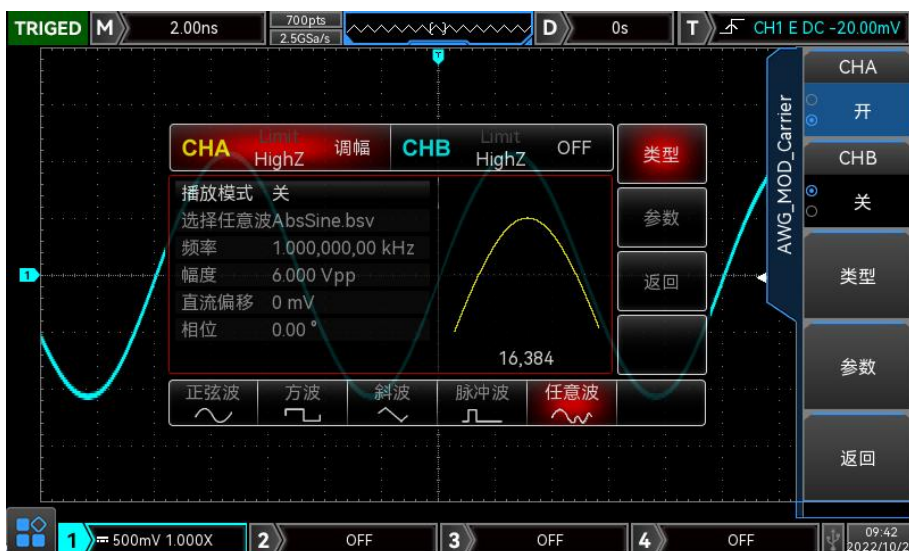 TRIGED M 2.00ns 700pts 2.5GSa/s D 0s T CH1 E DC -20.00mV
T
CHA
开
CHB
关
类型
参数
返回
AWG_MOD_Carrier
CHA Limit HighZ 调幅 CHB Limit HighZ OFF
类型
参数
返回
播放模式 关
选择任意波AbsSine.bsv
频率 1.000,000,00 kHz
幅度 6.000 Vpp
直流偏移 0 mV
相位 0.00 °
16,384
正弦波 方波 斜波 脉冲波 任意波
1
1 500mV 1.000X 2 OFF 3 OFF 4 OFF
09:42
2022/10/2